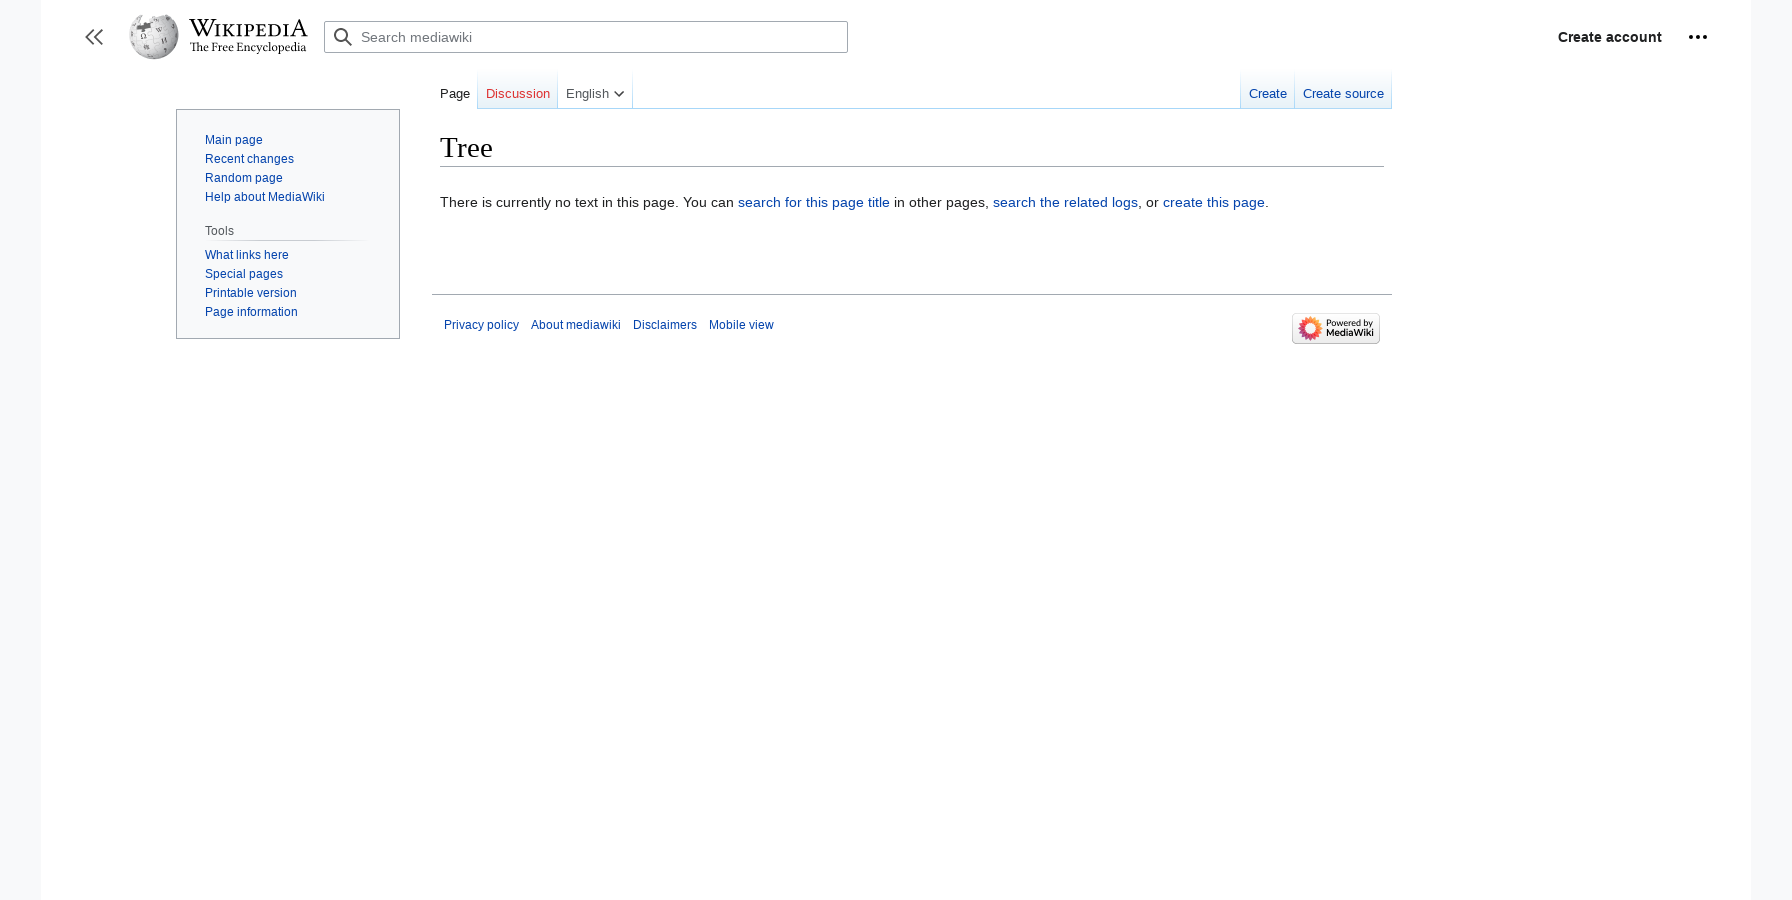 WIKIPEDIA
The Free Encyclopedia
Search mediawiki
Create account
Page
Discussion
English
Create
Create source
Main page
Recent changes
Random page
Help about MediaWiki
Tools
What links here
Special pages
Printable version
Page information
Tree
There is currently no text in this page. You can search for this page title in other pages, search the related logs, or create this page.
Privacy policy
About mediawiki
Disclaimers
Mobile view
Powered by
MediaWiki